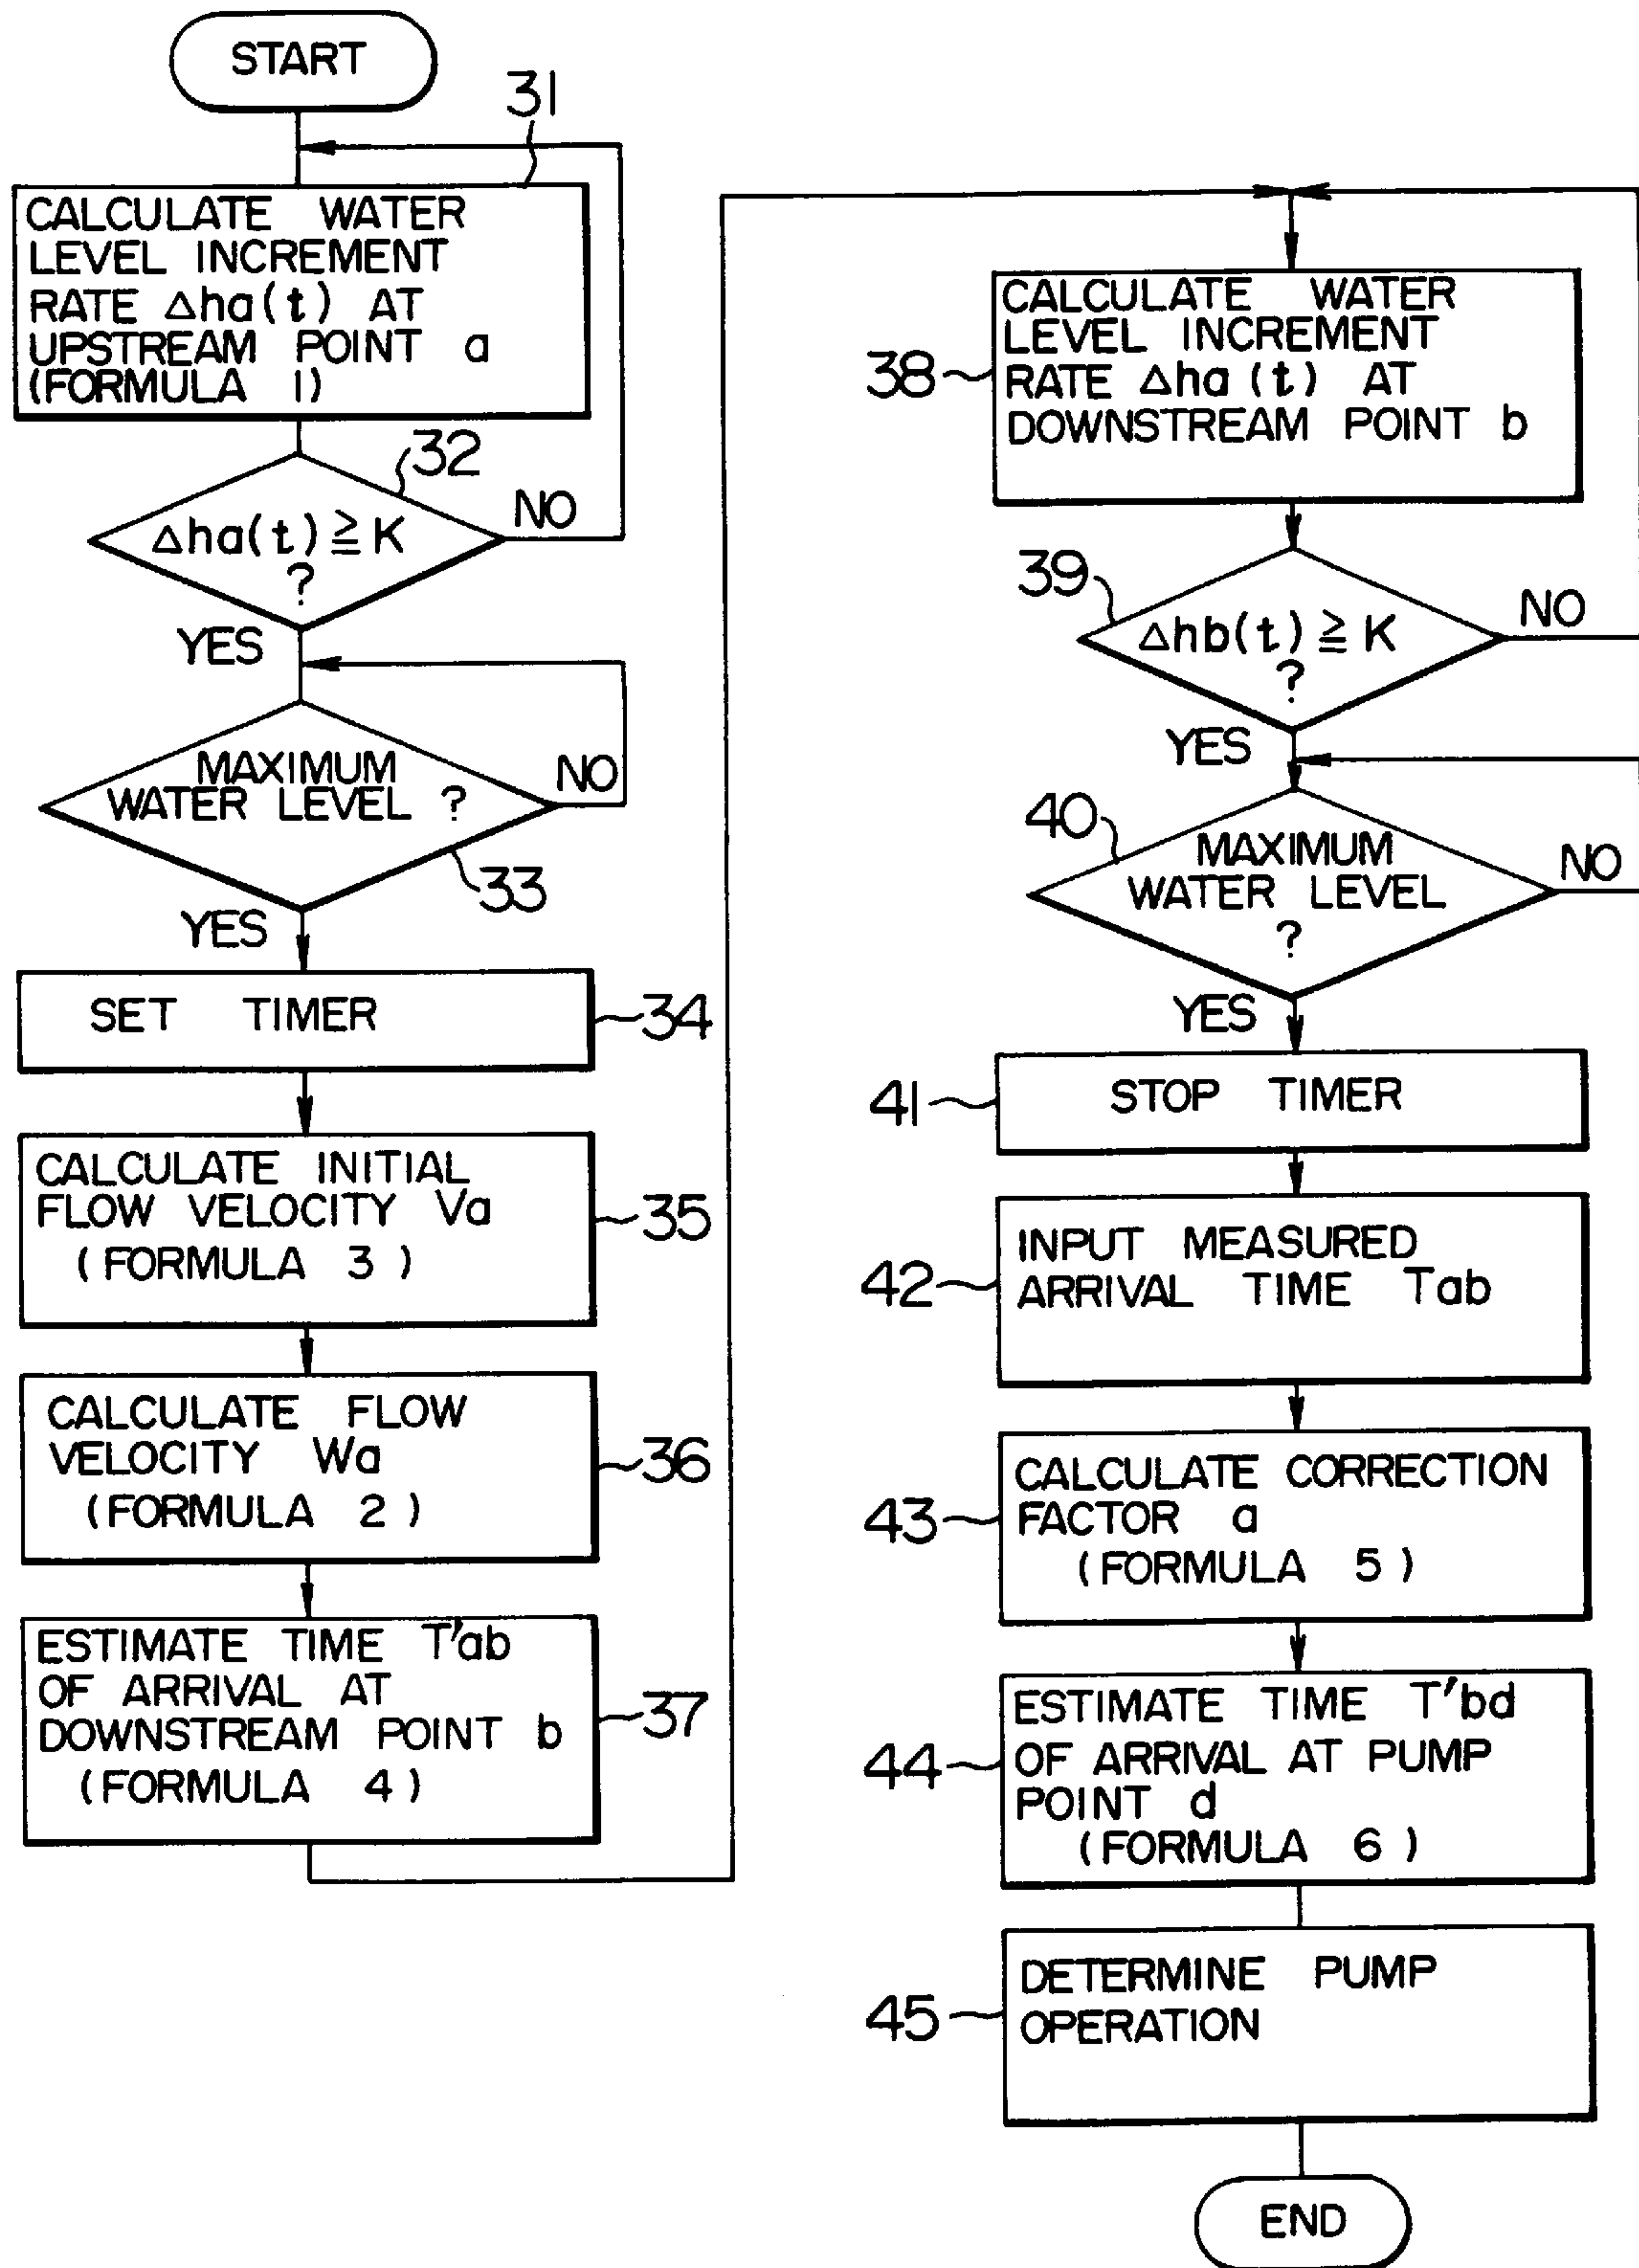 START
31
CALCULATE WATER
LEVEL INCREMENT
RATE Δha(t) AT
UPSTREAM POINT a
(FORMULA 1)
32
Δha(t) ≧ K
?
NO
YES
MAXIMUM
WATER LEVEL ?
NO
33
YES
SET TIMER
34
CALCULATE INITIAL
FLOW VELOCITY Va
(FORMULA 3)
35
CALCULATE FLOW
VELOCITY Wa
(FORMULA 2)
36
ESTIMATE TIME T'ab
OF ARRIVAL AT
DOWNSTREAM POINT b
(FORMULA 4)
37
CALCULATE WATER
LEVEL INCREMENT
RATE Δha (t) AT
DOWNSTREAM POINT b
38
39
Δhb(t) ≧ K
?
NO
YES
40
MAXIMUM
WATER LEVEL
?
NO
YES
41
STOP TIMER
42
INPUT MEASURED
ARRIVAL TIME Tab
43
CALCULATE CORRECTION
FACTOR a
(FORMULA 5)
44
ESTIMATE TIME T'bd
OF ARRIVAL AT PUMP
POINT d
(FORMULA 6)
45
DETERMINE PUMP
OPERATION
END